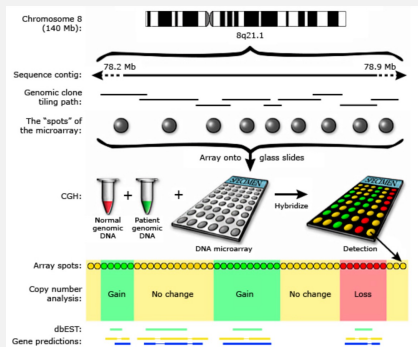 Chromosome 8
(140 Mb):
8q21.1
78.2 Mb
78.9 Mb
Sequence contig:
Genomic clone
tiling path:
The "spots" of
the microarray:
Array onto glass slides
CGH:
SPECIMEN
SPECIMEN
Hybridize
Normal
genomic
DNA
Patient
genomic
DNA
DNA microarray
Detection
Array spots:
Copy number
analysis:
Gain
No change
Gain
No change
Loss
dbEST:
Gene predictions: